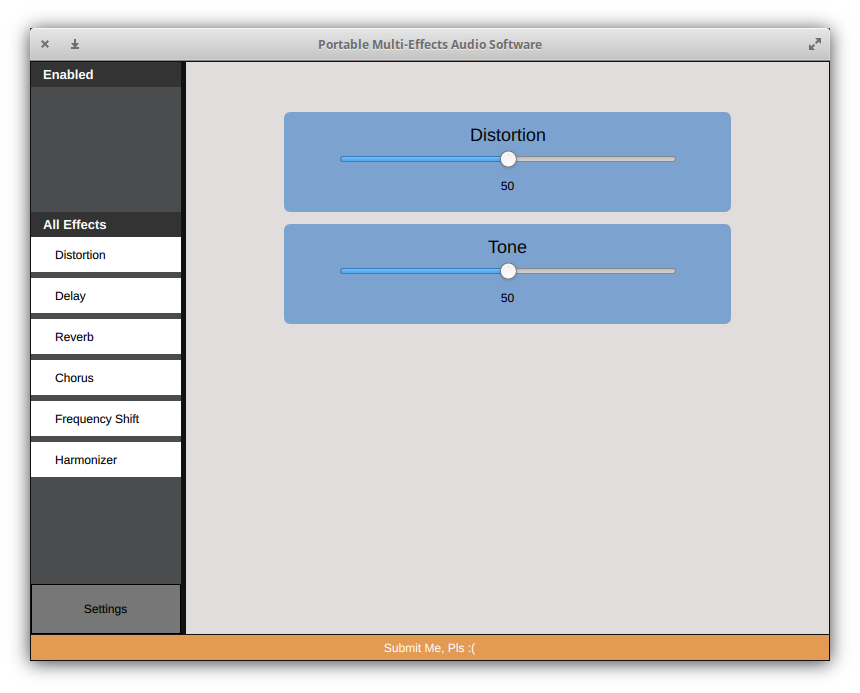 Portable Multi-Effects Audio Software
Enabled
All Effects
Distortion
Delay
Reverb
Chorus
Frequency Shift
Harmonizer
Settings
Distortion
50
Tone
50
Submit Me, Pls :(